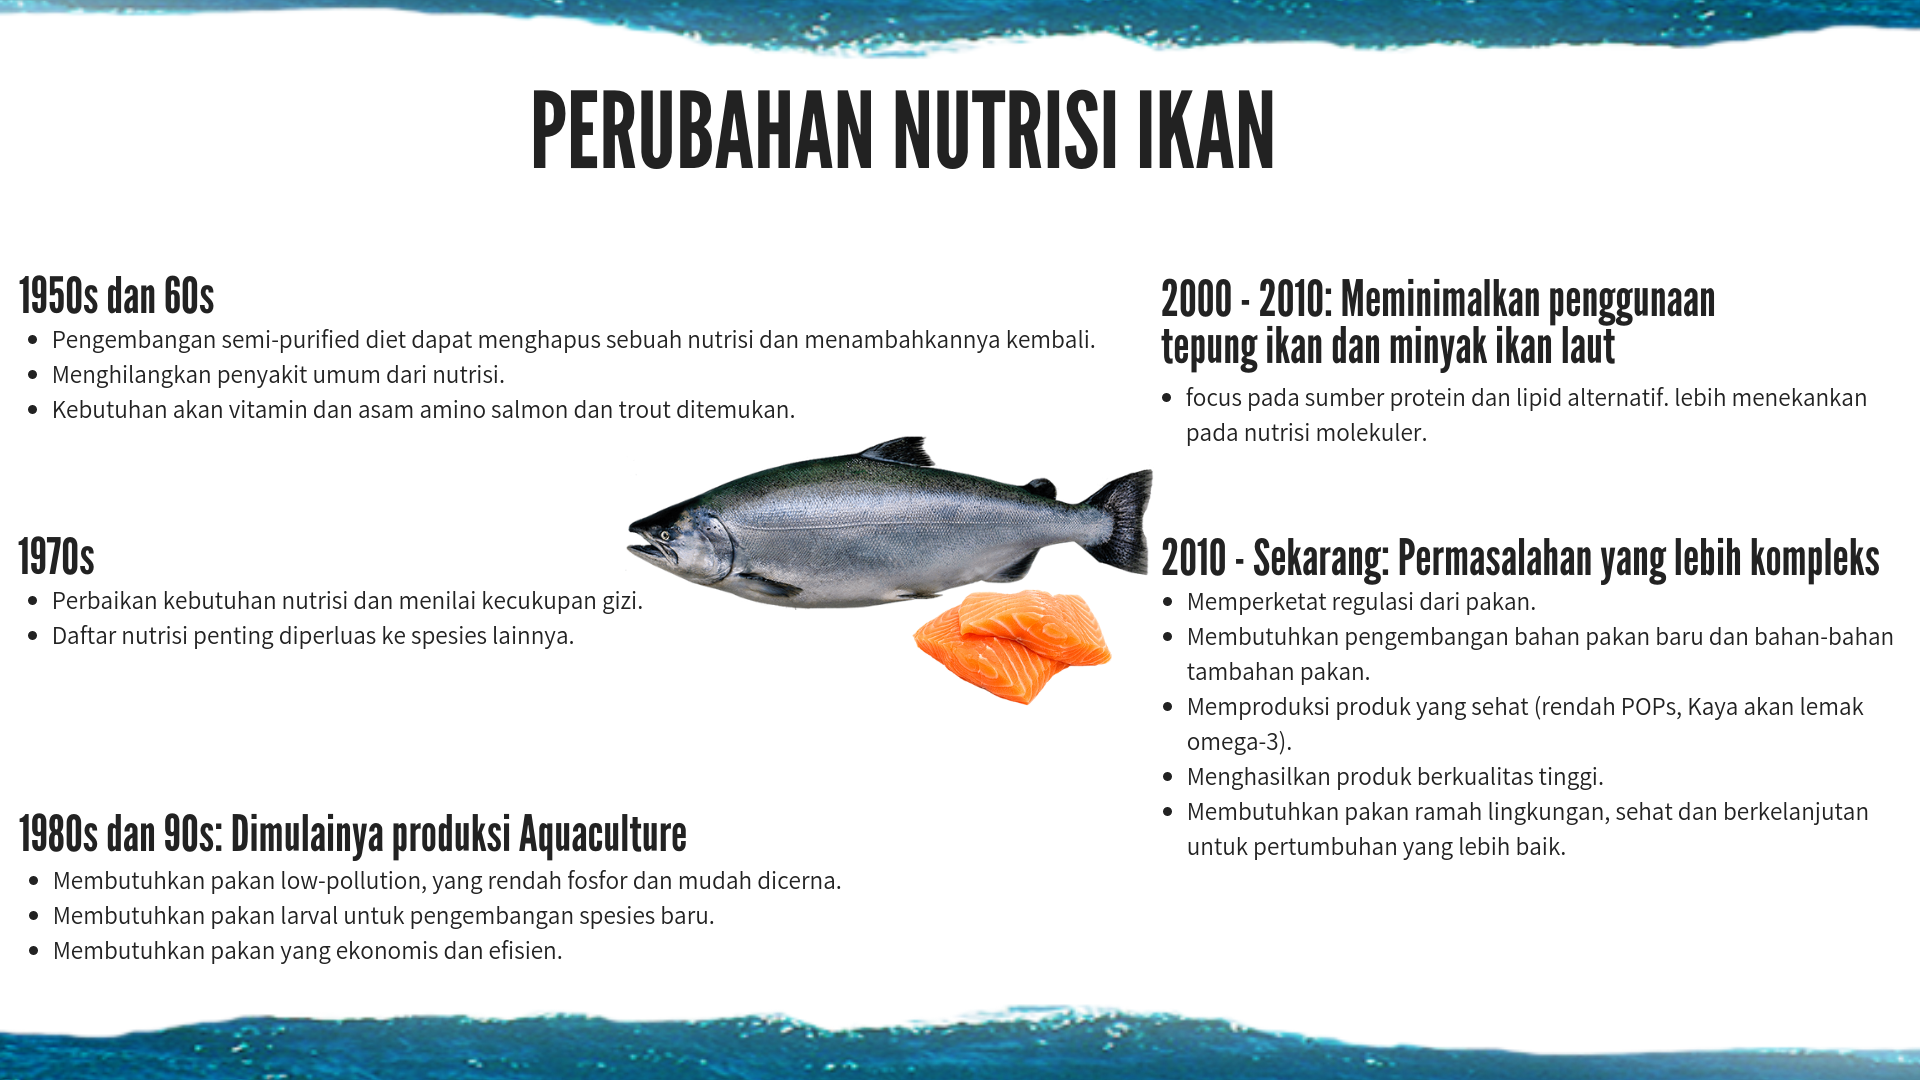 PERUBAHAN NUTRISI IKAN
1950s dan 60s
Pengembangan semi-purified diet dapat menghapus sebuah nutrisi dan menambahkannya kembali.
Menghilangkan penyakit umum dari nutrisi.
Kebutuhan akan vitamin dan asam amino salmon dan trout ditemukan.
1970s
Perbaikan kebutuhan nutrisi dan menilai kecukupan gizi.
Daftar nutrisi penting diperluas ke spesies lainnya.
1980s dan 90s: Dimulainya produksi Aquaculture
Membutuhkan pakan low-pollution, yang rendah fosfor dan mudah dicerna.
Membutuhkan pakan larval untuk pengembangan spesies baru.
Membutuhkan pakan yang ekonomis dan efisien.
2000 - 2010: Meminimalkan penggunaan
tepung ikan dan minyak ikan laut
focus pada sumber protein dan lipid alternatif. lebih menekankan
pada nutrisi molekuler.
2010 - Sekarang: Permasalahan yang lebih kompleks
Memperketat regulasi dari pakan.
Membutuhkan pengembangan bahan pakan baru dan bahan-bahan
tambahan pakan.
Memproduksi produk yang sehat (rendah POPs, Kaya akan lemak
omega-3).
Menghasilkan produk berkualitas tinggi.
Membutuhkan pakan ramah lingkungan, sehat dan berkelanjutan
untuk pertumbuhan yang lebih baik.